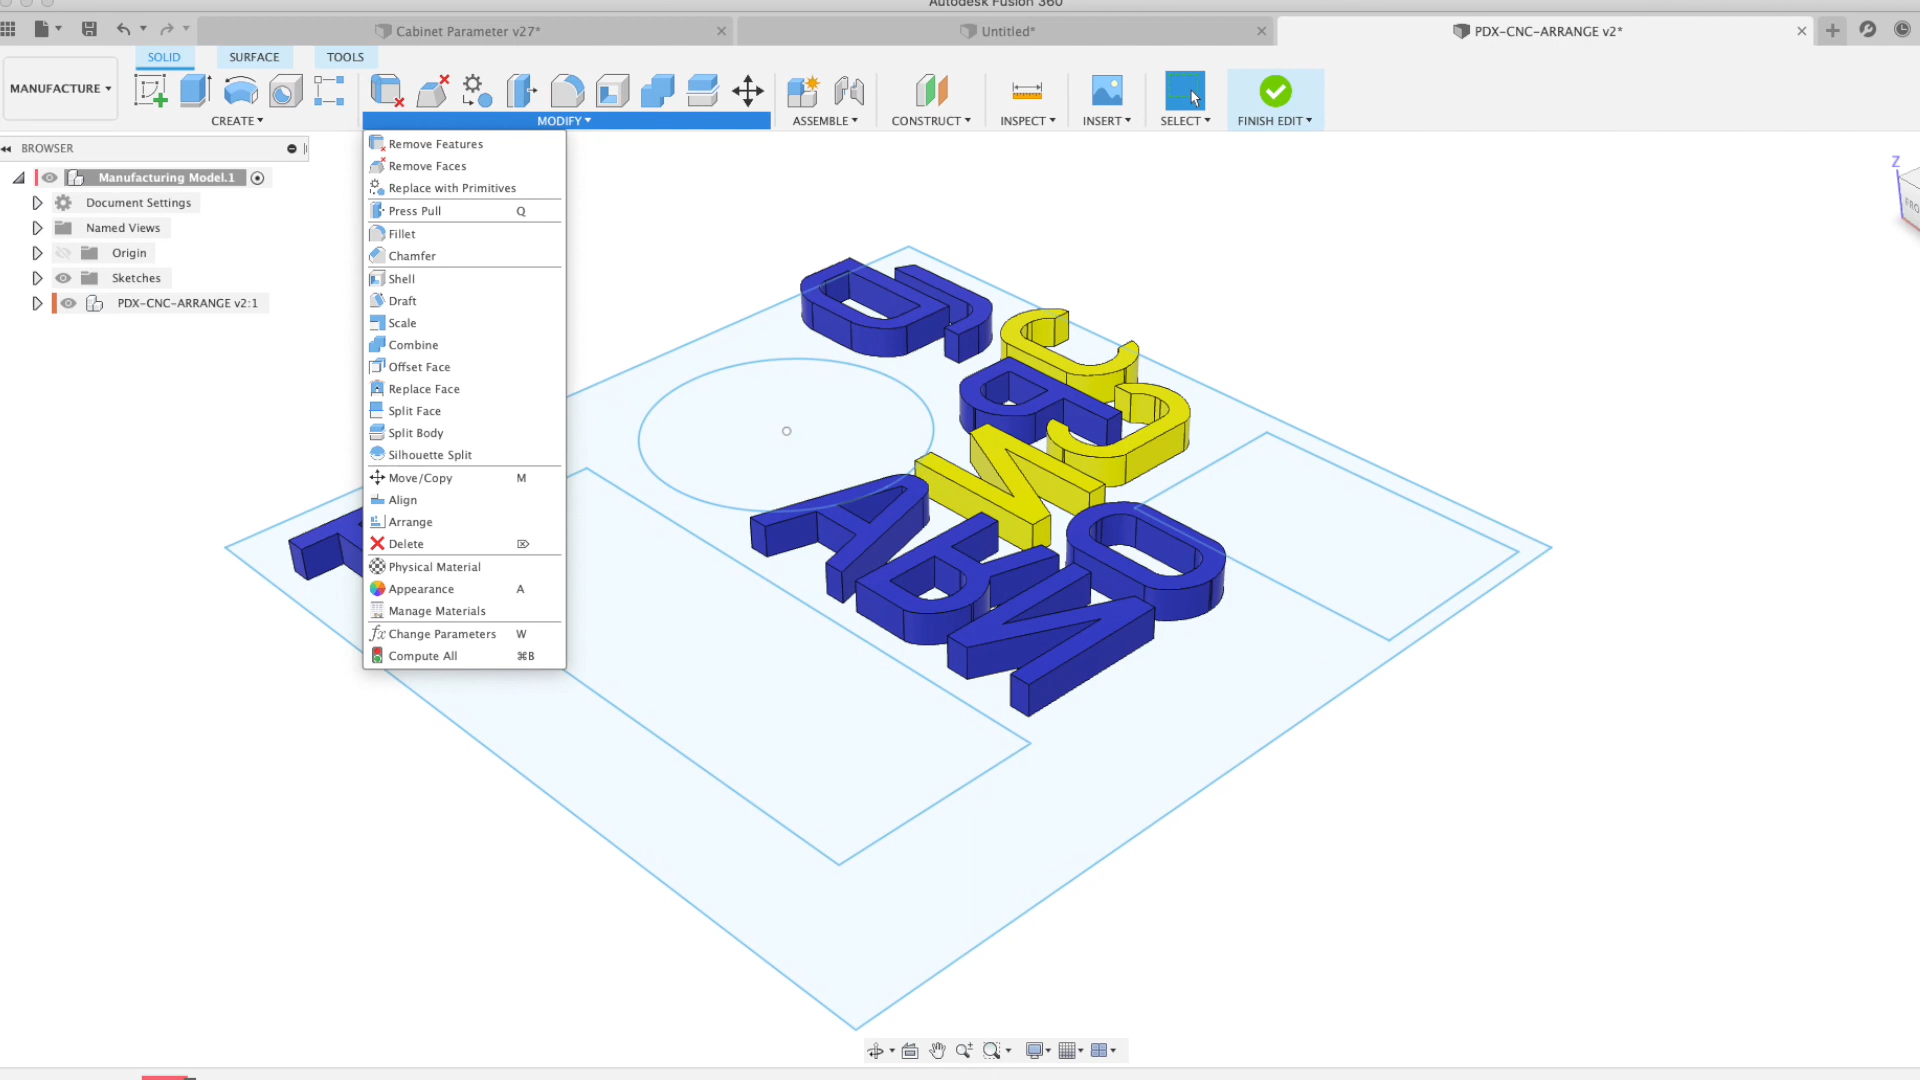 Autodesk Fusion 360
Cabinet Parameter v27*
Untitled*
PDX-CNC-ARRANGE v2*
SOLID
SURFACE
TOOLS
MANUFACTURE
CREATE
MODIFY
ASSEMBLE
CONSTRUCT
INSPECT
INSERT
SELECT
FINISH EDIT
BROWSER
Manufacturing Model.1
Document Settings
Named Views
Origin
Sketches
PDX-CNC-ARRANGE v2:1
Remove Features
Remove Faces
Replace with Primitives
Press Pull Q
Fillet
Chamfer
Shell
Draft
Scale
Combine
Offset Face
Replace Face
Split Face
Split Body
Silhouette Split
Move/Copy M
Align
Arrange
Delete ⌦
Physical Material
Appearance A
Manage Materials
fx Change Parameters W
Compute All ⌘B
Z